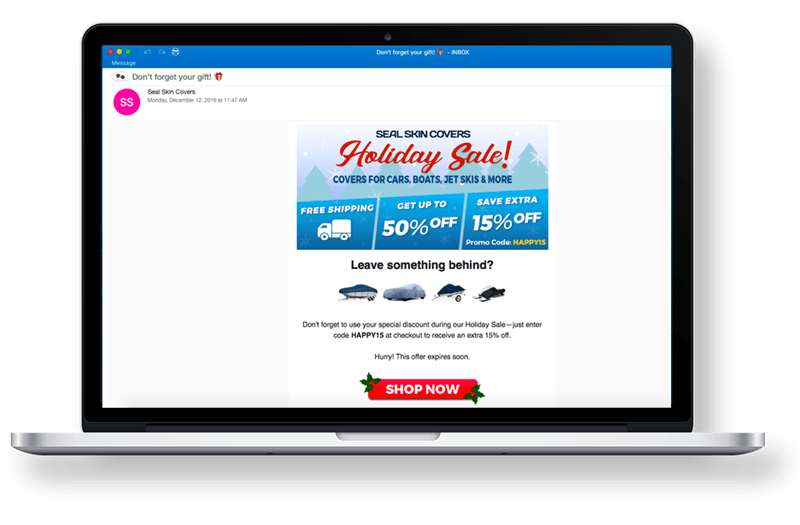 Don't forget your gift! 🎁 - INBOX
Message
Don't forget your gift! 🎁
SS
Seal Skin Covers
Monday, December 12, 2016 at 11:47 AM
SEAL SKIN COVERS
Holiday Sale!
COVERS FOR CARS, BOATS, JET SKIS & MORE
FREE SHIPPING
GET UP TO
50% OFF
SAVE EXTRA
15% OFF
Promo Code: HAPPY15
Leave something behind?
Don't forget to use your special discount during our Holiday Sale—just enter
code HAPPY15 at checkout to receive an extra 15% off.
Hurry! This offer expires soon.
SHOP NOW